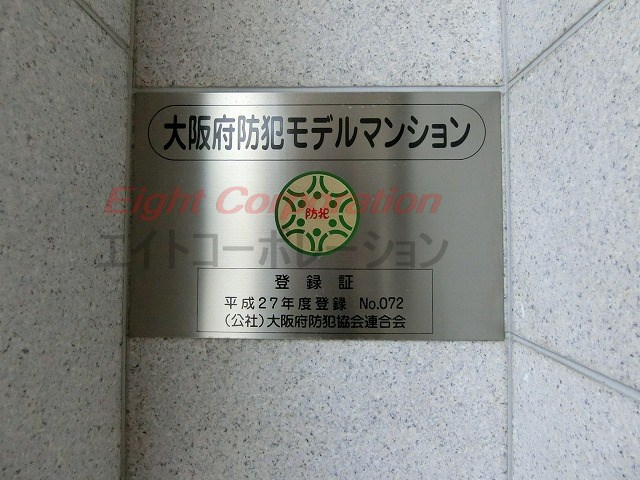 大阪府防犯モデルマンション
Eight Corporation
防犯
エイトコーポレーション
登録証
平成27年度登録 No.072
(公社)大阪府防犯協会連合会